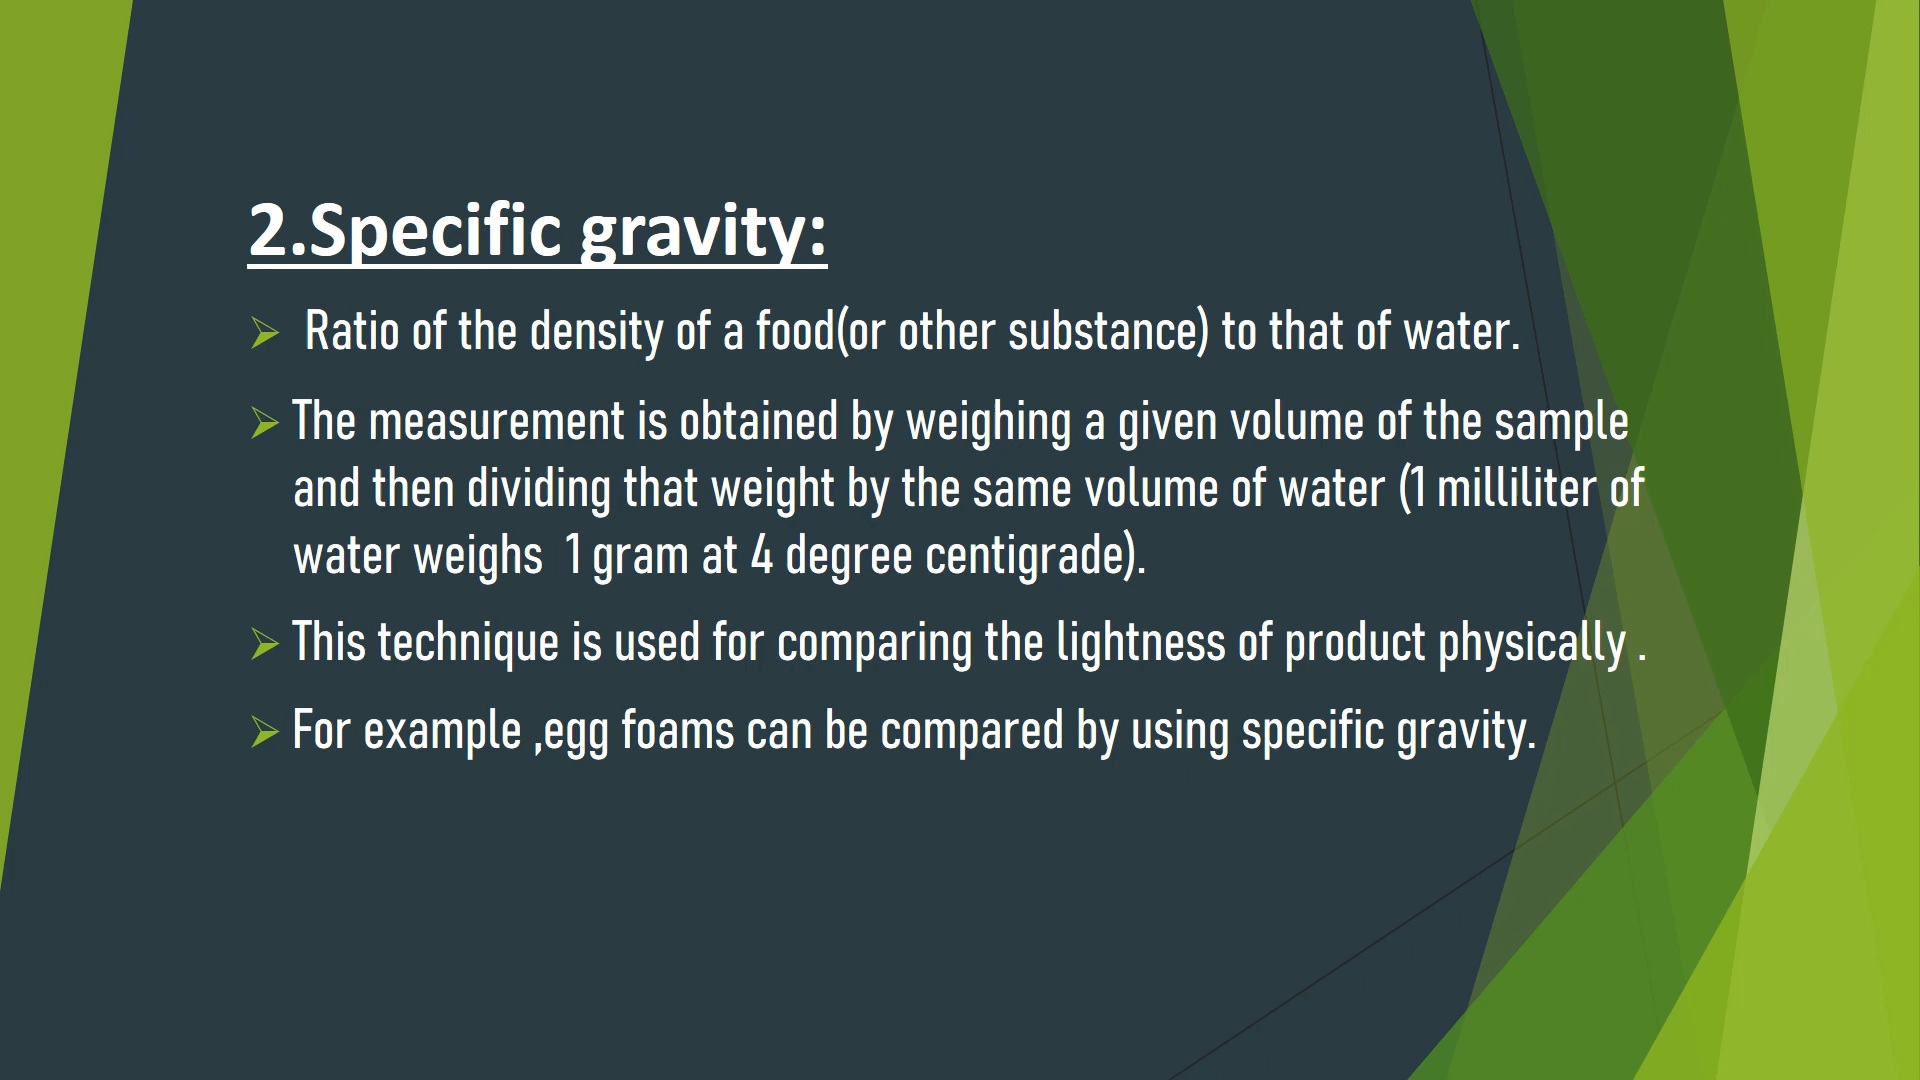 2.Specific gravity:
Ratio of the density of a food(or other substance) to that of water.
The measurement is obtained by weighing a given volume of the sample
and then dividing that weight by the same volume of water (1 milliliter of
water weighs  1 gram at 4 degree centigrade).
This technique is used for comparing the lightness of product physically .
For example ,egg foams can be compared by using specific gravity.